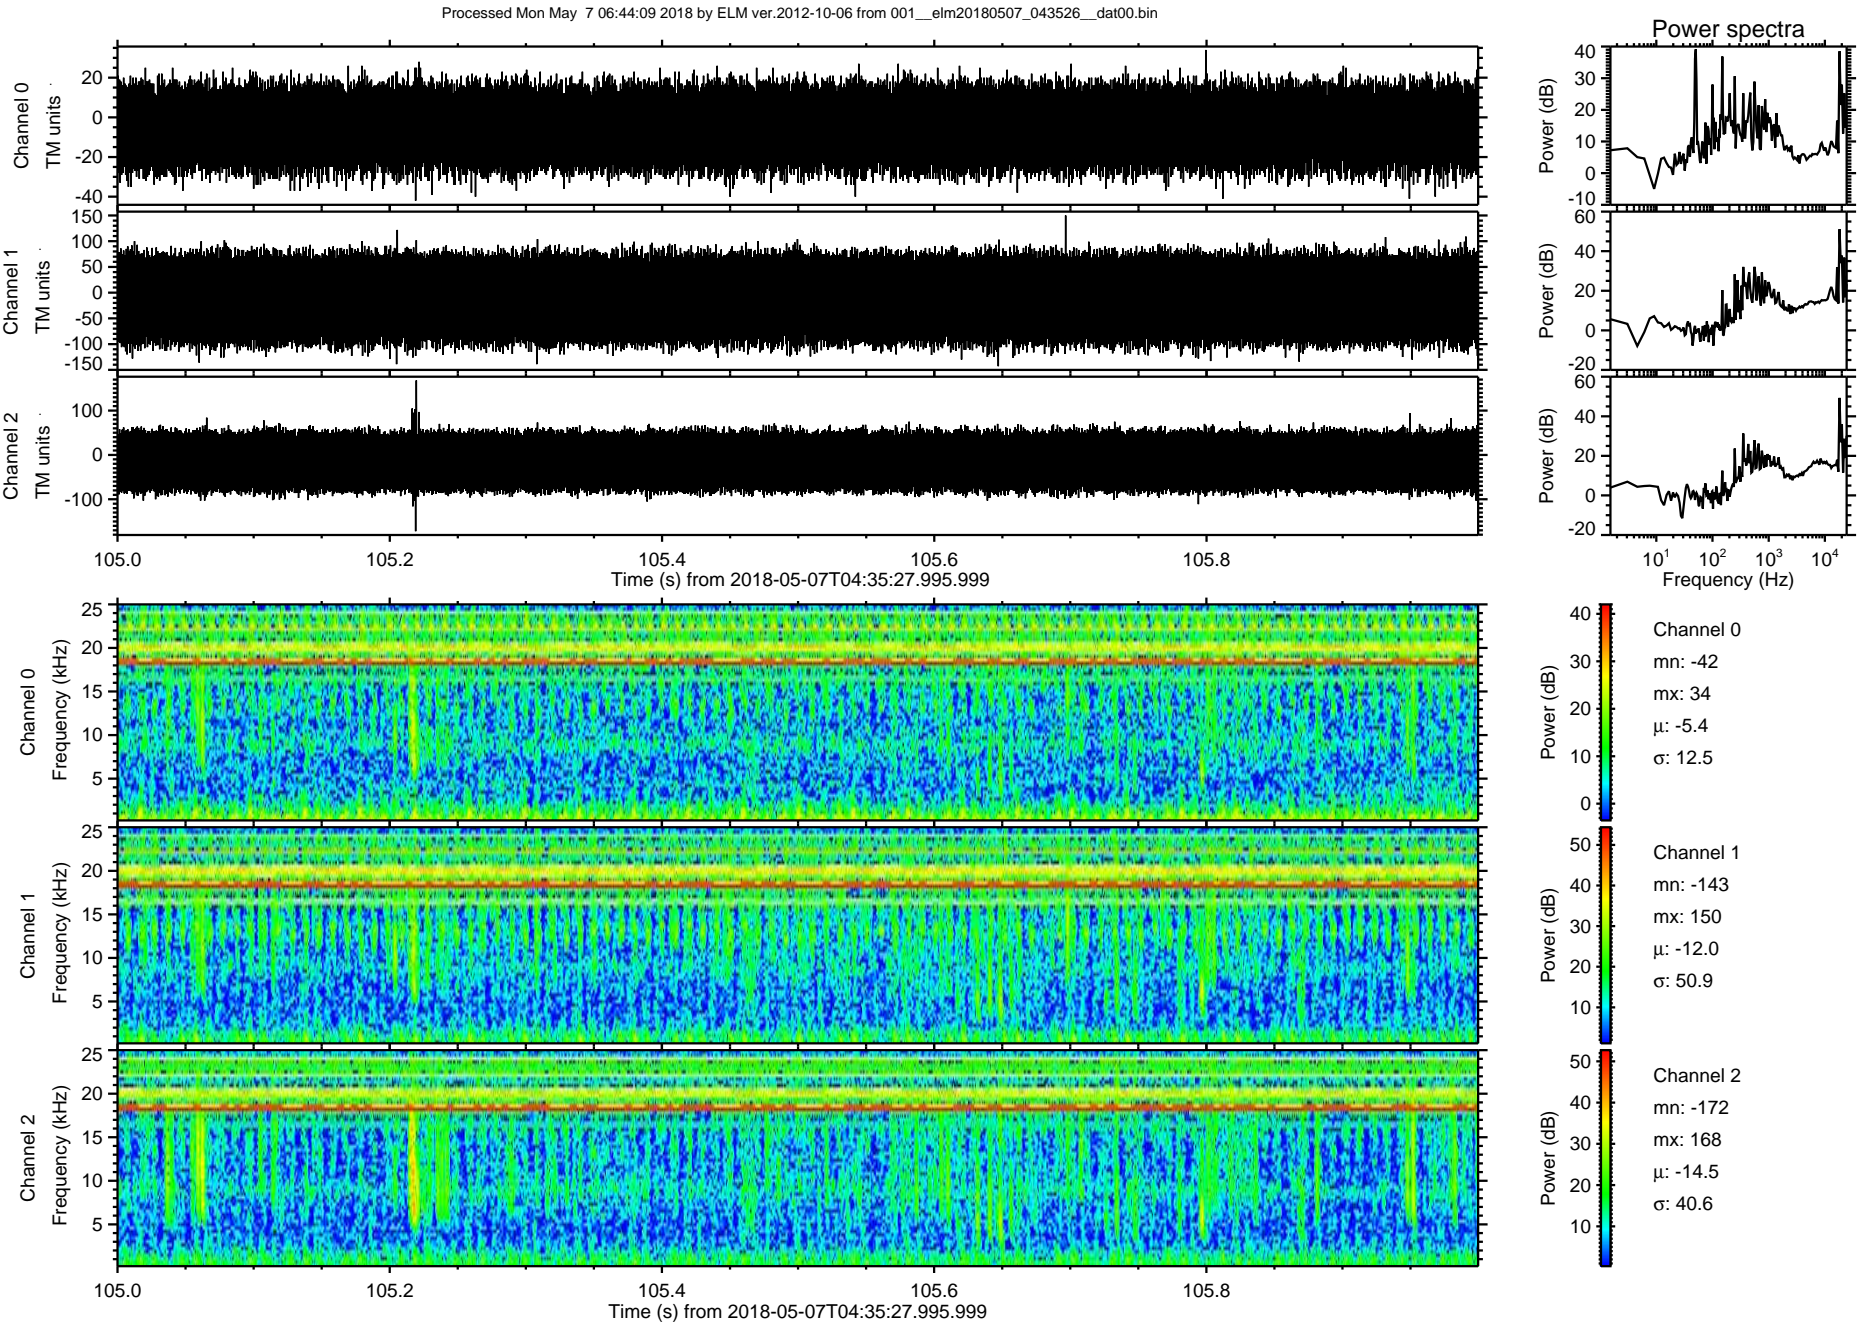 Processed Mon May  7 06:44:09 2018 by ELM ver.2012-10-06 from 001__elm20180507_043526__dat00.bin
Power spectra
Channel 0
TM units
20
0
-20
-40
Power (dB)
40
30
20
10
0
-10
Channel 1
TM units
150
100
50
0
-50
-100
-150
Power (dB)
60
40
20
0
-20
Channel 2
TM units
100
0
-100
Power (dB)
60
40
20
0
-20
105.0 105.2 105.4 105.6 105.8
Time (s) from 2018-05-07T04:35:27.995.999
10¹ 10² 10³ 10⁴
Frequency (Hz)
Channel 0
Frequency (kHz)
25
20
15
10
5
Power (dB)
40
30
20
10
0
Channel 0
mn: -42
mx: 34
µ: -5.4
σ: 12.5
Channel 1
Frequency (kHz)
25
20
15
10
5
Power (dB)
50
40
30
20
10
Channel 1
mn: -143
mx: 150
µ: -12.0
σ: 50.9
Channel 2
Frequency (kHz)
25
20
15
10
5
Power (dB)
50
40
30
20
10
Channel 2
mn: -172
mx: 168
µ: -14.5
σ: 40.6
105.0 105.2 105.4 105.6 105.8
Time (s) from 2018-05-07T04:35:27.995.999